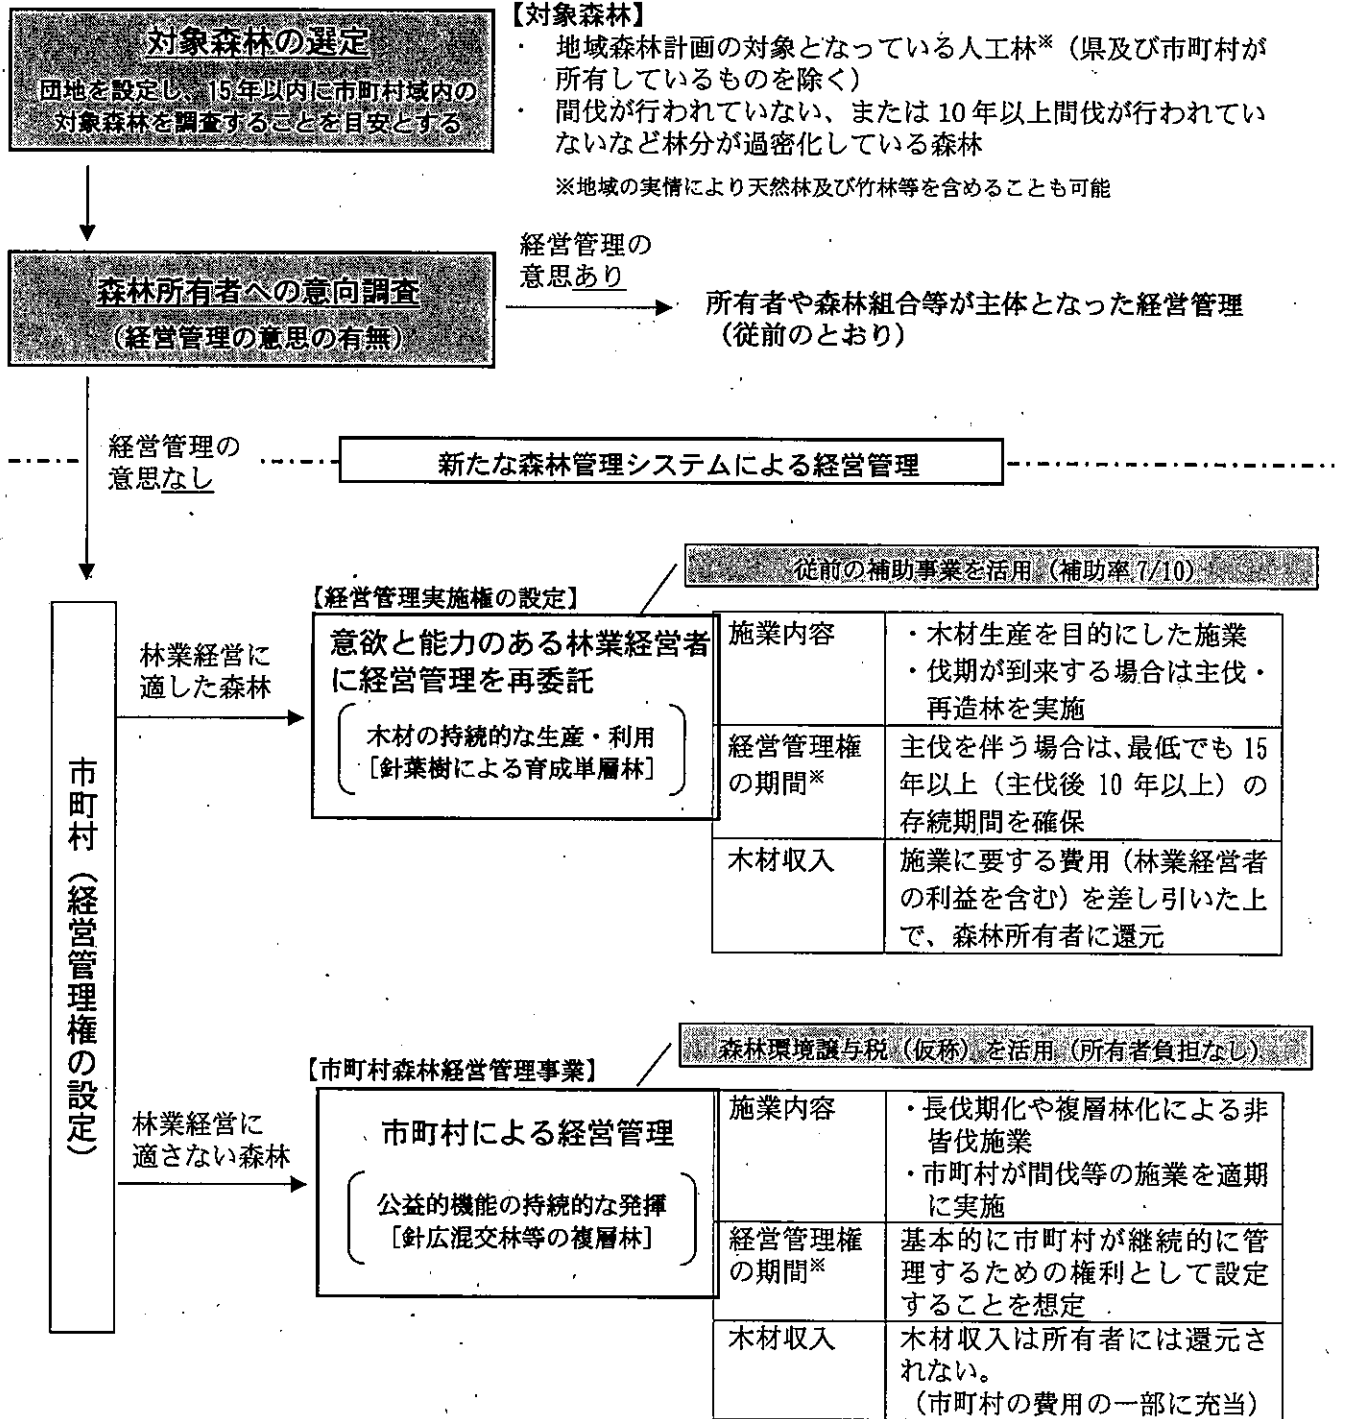 対象森林の選定
団地を設定し、15年以内に市町村域内の
対象森林を調査することを目安とする
【対象森林】
・ 地域森林計画の対象となっている人工林※（県及び市町村が
所有しているものを除く）
・ 間伐が行われていない、または 10 年以上間伐が行われてい
ないなど林分が過密化している森林
※地域の実情により天然林及び竹林等を含めることも可能
森林所有者への意向調査
（経営管理の意思の有無）
経営管理の
意思あり
所有者や森林組合等が主体となった経営管理
（従前のとおり）
経営管理の
意思なし
新たな森林管理システムによる経営管理
市町村（経営管理権の設定）
林業経営に
適した森林
【経営管理実施権の設定】
従前の補助事業を活用（補助率 7/10）
意欲と能力のある林業経営者
に経営管理を再委託
木材の持続的な生産・利用
［針葉樹による育成単層林］
施業内容
・木材生産を目的にした施業
・伐期が到来する場合は主伐・
再造林を実施
経営管理権
の期間※
主伐を伴う場合は、最低でも 15
年以上（主伐後 10 年以上）の
存続期間を確保
木材収入
施業に要する費用（林業経営者
の利益を含む）を差し引いた上
で、森林所有者に還元
林業経営に
適さない森林
【市町村森林経営管理事業】
森林環境譲与税（仮称）を活用（所有者負担なし）
市町村による経営管理
公益的機能の持続的な発揮
［針広混交林等の複層林］
施業内容
・長伐期化や複層林化による非
皆伐施業
・市町村が間伐等の施業を適期
に実施
経営管理権
の期間※
基本的に市町村が継続的に管
理するための権利として設定
することを想定
木材収入
木材収入は所有者には還元さ
れない。
（市町村の費用の一部に充当）